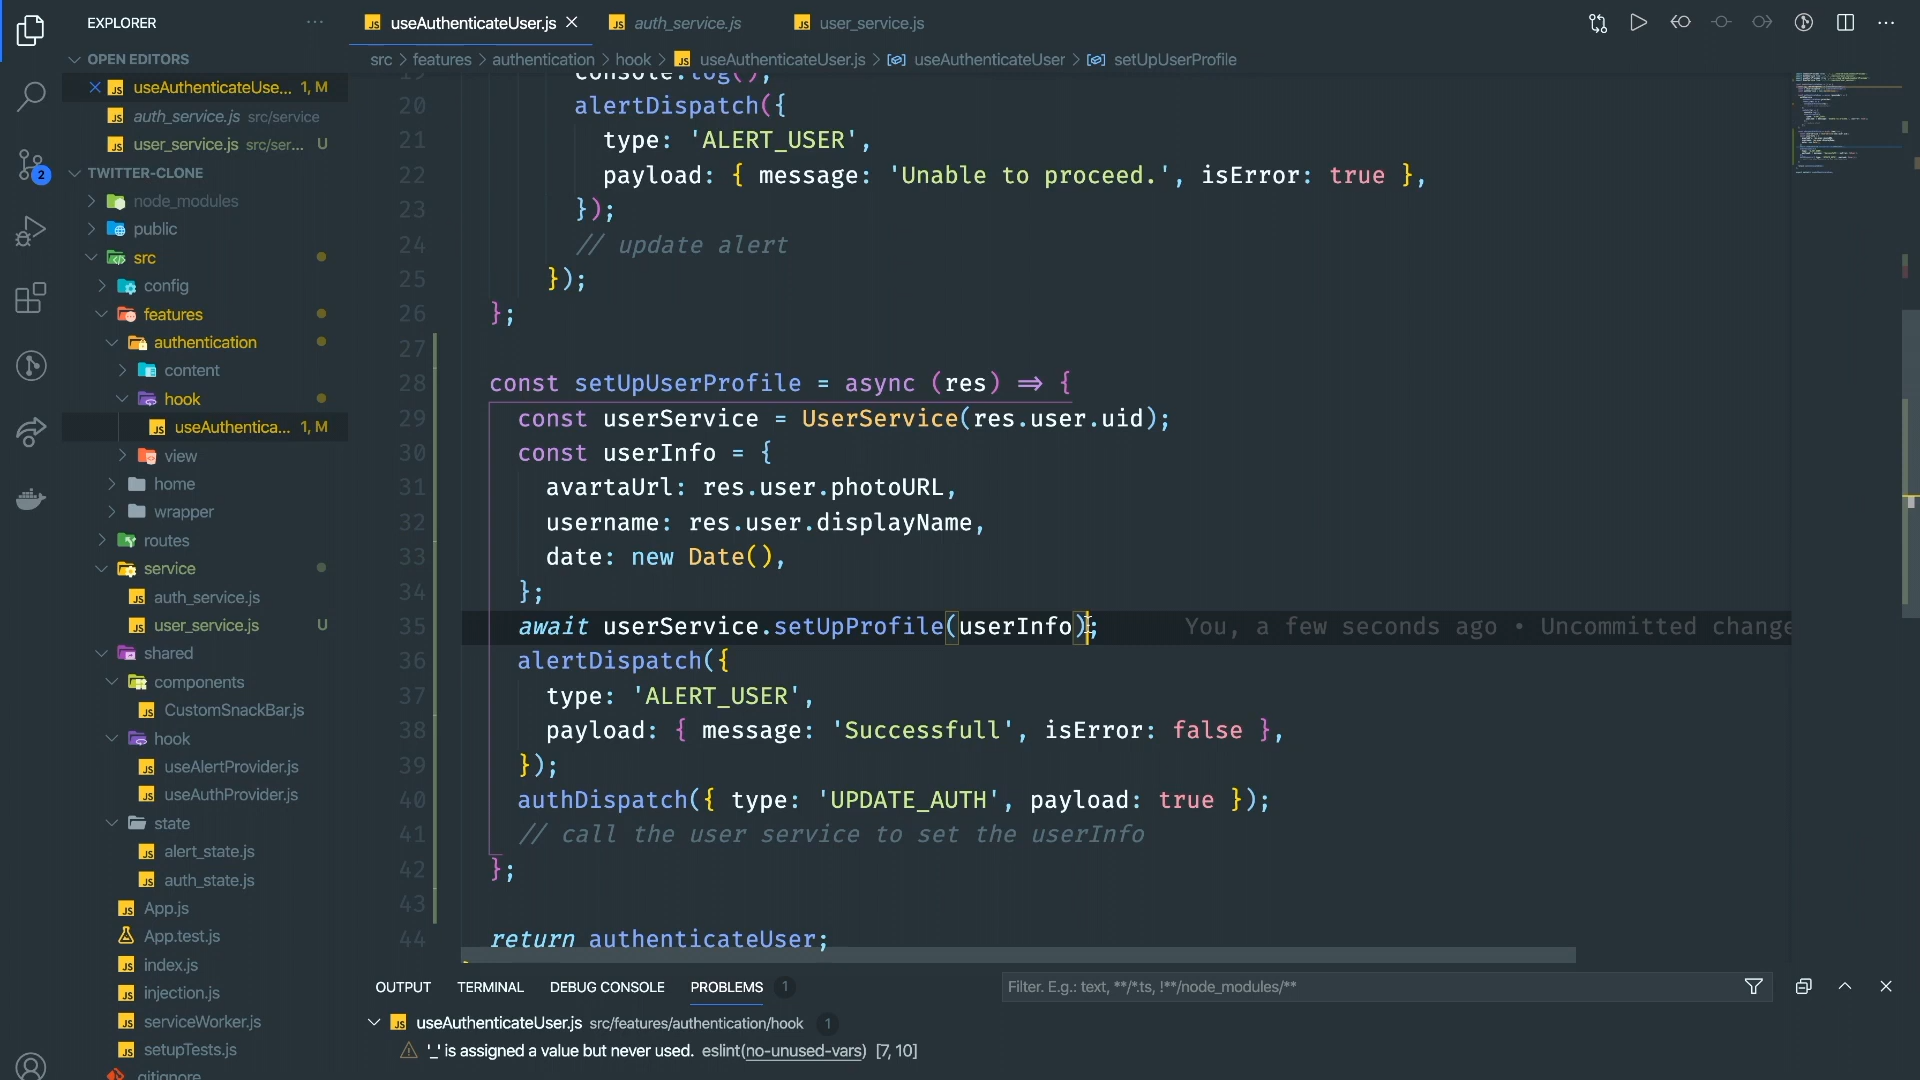 EXPLORER
OPEN EDITORS
useAuthenticateUse... 1, M
auth_service.js src/service
user_service.js src/ser... U
2
TWITTER-CLONE
node_modules
public
src
config
features
authentication
content
hook
useAuthentica... 1, M
view
home
wrapper
routes
service
auth_service.js
user_service.js U
shared
components
CustomSnackBar.js
hook
useAlertProvider.js
useAuthProvider.js
state
alert_state.js
auth_state.js
App.js
App.test.js
index.js
injection.js
serviceWorker.js
setupTests.js
.gitignore
useAuthenticateUser.js
auth_service.js
user_service.js
src > features > authentication > hook > useAuthenticateUser.js > useAuthenticateUser > setUpUserProfile
19 console.log();
20 alertDispatch({
21 type: 'ALERT_USER',
22 payload: { message: 'Unable to proceed.', isError: true },
23 });
24 // update alert
25 });
26 };
27
28 const setUpUserProfile = async (res) => {
29 const userService = UserService(res.user.uid);
30 const userInfo = {
31 avartaUrl: res.user.photoURL,
32 username: res.user.displayName,
33 date: new Date(),
34 };
35 await userService.setUpProfile(userInfo); You, a few seconds ago • Uncommitted change
36 alertDispatch({
37 type: 'ALERT_USER',
38 payload: { message: 'Successfull', isError: false },
39 });
40 authDispatch({ type: 'UPDATE_AUTH', payload: true });
41 // call the user service to set the userInfo
42 };
43
44 return authenticateUser;
OUTPUT TERMINAL DEBUG CONSOLE PROBLEMS 1
Filter. E.g.: text, **/*.ts, !**/node_modules/**
useAuthenticateUser.js src/features/authentication/hook 1
'_' is assigned a value but never used. eslint(no-unused-vars) [7, 10]